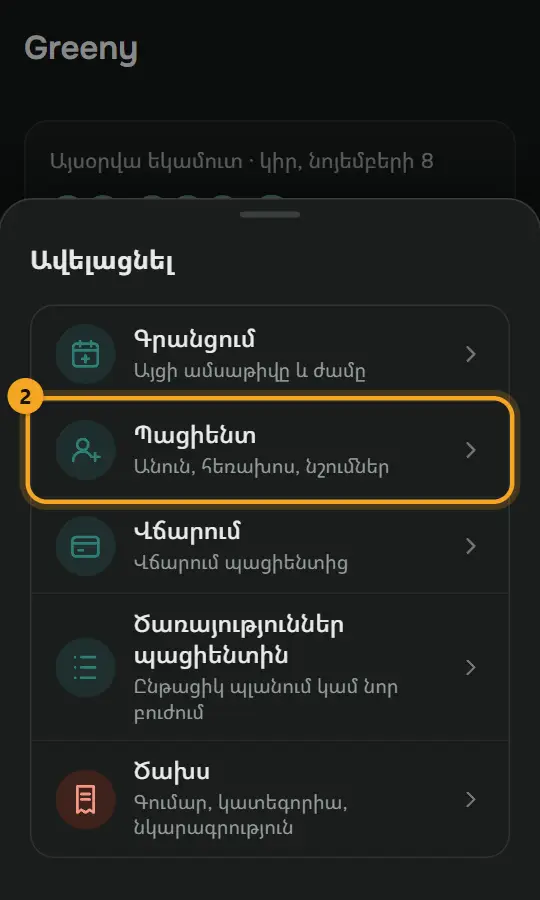 Greeny
Այսօրվա եկամուտ · կիր, նոյեմբերի 8
Ավելացնել
Գրանցում
Այցի ամսաթիվը և ժամը
2
Պացիենտ
Անուն, հեռախոս, նշումներ
Վճարում
Վճարում պացիենտից
Ծառայություններ
պացիենտին
Ընթացիկ պլանում կամ նոր
բուժում
Ծախս
Գումար, կատեգորիա,
նկարագրություն